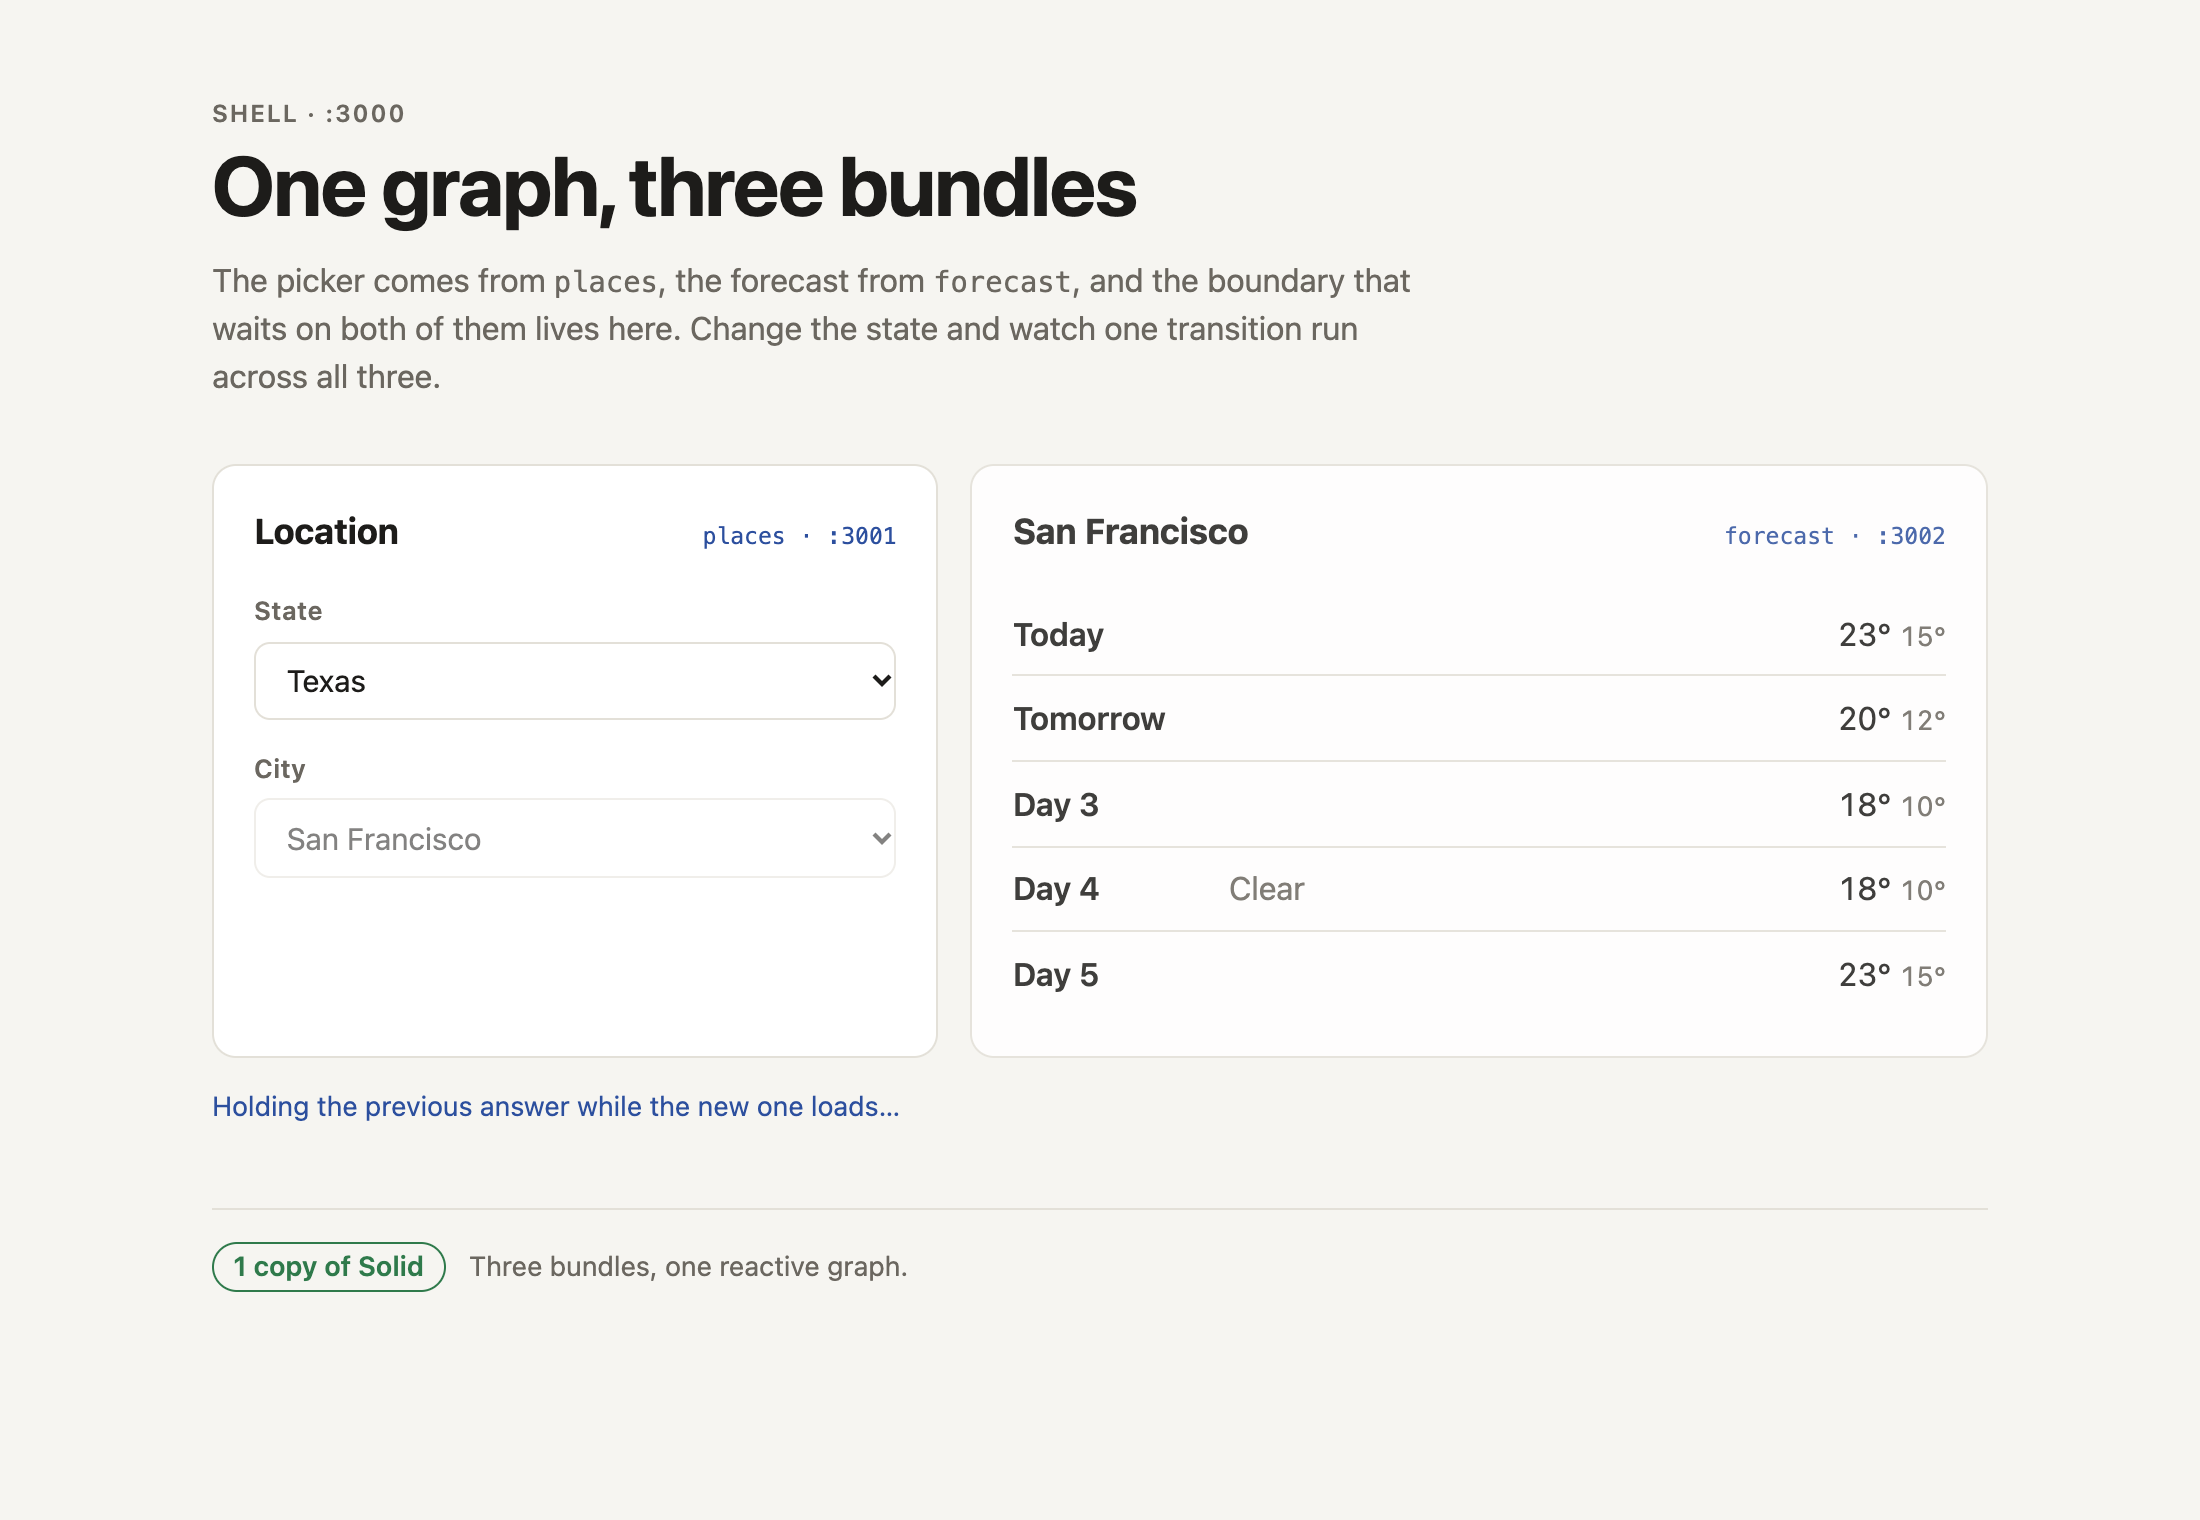 SHELL · :3000
One graph, three bundles
The picker comes from places, the forecast from forecast, and the boundary that
waits on both of them lives here. Change the state and watch one transition run
across all three.
Location
places · :3001
State
Texas
City
San Francisco
San Francisco
forecast · :3002
Today 23° 15°
Tomorrow 20° 12°
Day 3 18° 10°
Day 4 Clear 18° 10°
Day 5 23° 15°
Holding the previous answer while the new one loads…
1 copy of Solid
Three bundles, one reactive graph.